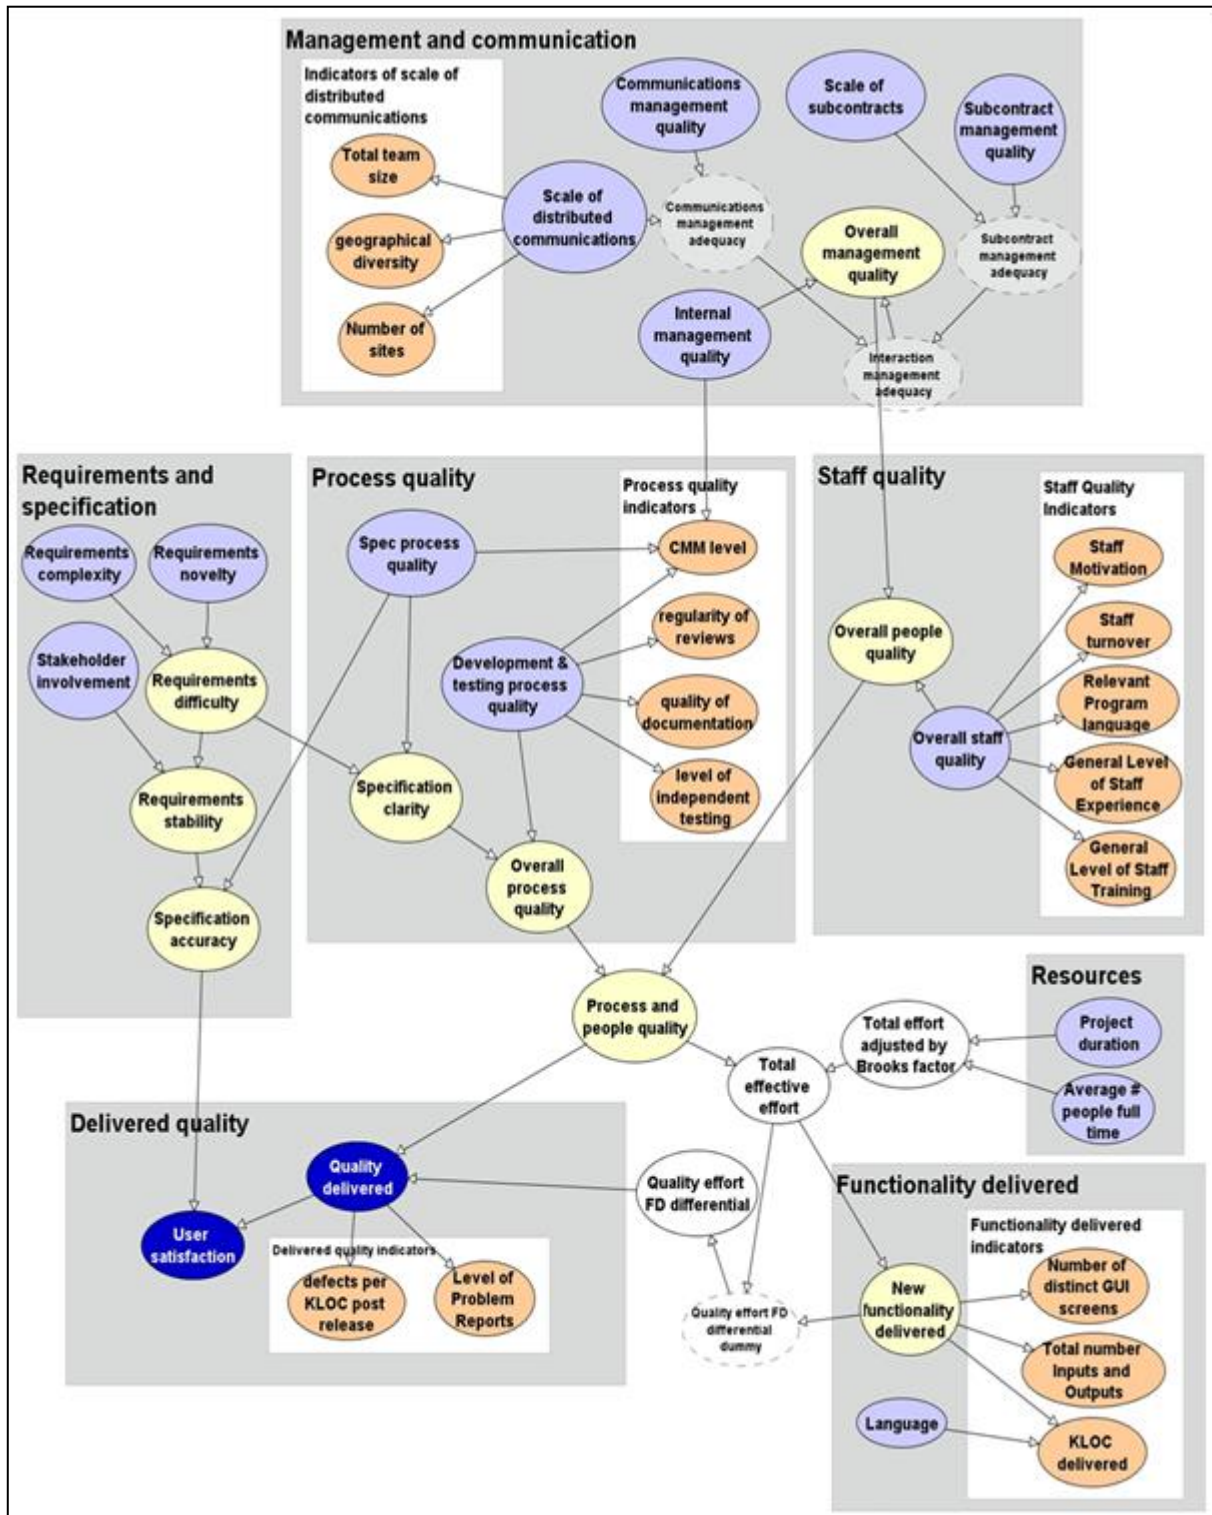 Management and communication
Indicators of scale of
distributed
communications
Total team
size
geographical
diversity
Number of
sites
Scale of
distributed
communications
Communications
management
quality
Scale of
subcontracts
Subcontract
management
quality
Communications
management
adequacy
Overall
management
quality
Subcontract
management
adequacy
Internal
management
quality
Interaction
management
adequacy
Requirements and
specification
Requirements
complexity
Requirements
novelty
Stakeholder
involvement
Requirements
difficulty
Requirements
stability
Specification
accuracy
Process quality
Process quality
indicators
Spec process
quality
CMM level
regularity of
reviews
Development &
testing process
quality
quality of
documentation
level of
independent
testing
Specification
clarity
Overall
process
quality
Staff quality
Staff Quality
Indicators
Staff
Motivation
Staff
turnover
Overall people
quality
Relevant
Program
language
Overall staff
quality
General Level
of Staff
Experience
General
Level of Staff
Training
Process and
people quality
Total
effective
effort
Total effort
adjusted by
Brooks factor
Resources
Project
duration
Average #
people full
time
Delivered quality
Quality
delivered
User
satisfaction
Delivered quality indicators
defects per
KLOC post
release
Level of
Problem
Reports
Quality effort
FD differential
Quality effort FD
differential
dummy
Functionality delivered
Functionality delivered
indicators
New
functionality
delivered
Number of
distinct GUI
screens
Total number
Inputs and
Outputs
Language
KLOC
delivered